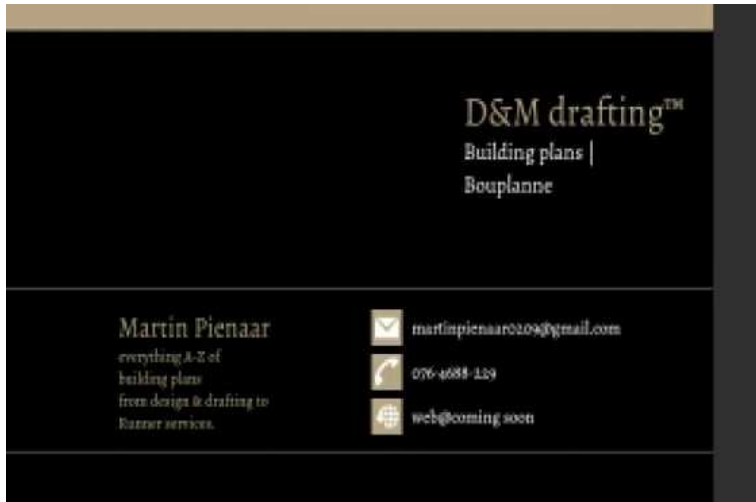 D&M drafting™
Building plans |
Bouplanne
Martin Pienaar
everything A-Z of
building plans
from design & drafting to
Runner services.
martinpienaar0209@gmail.com
076-4688-229
web@coming soon